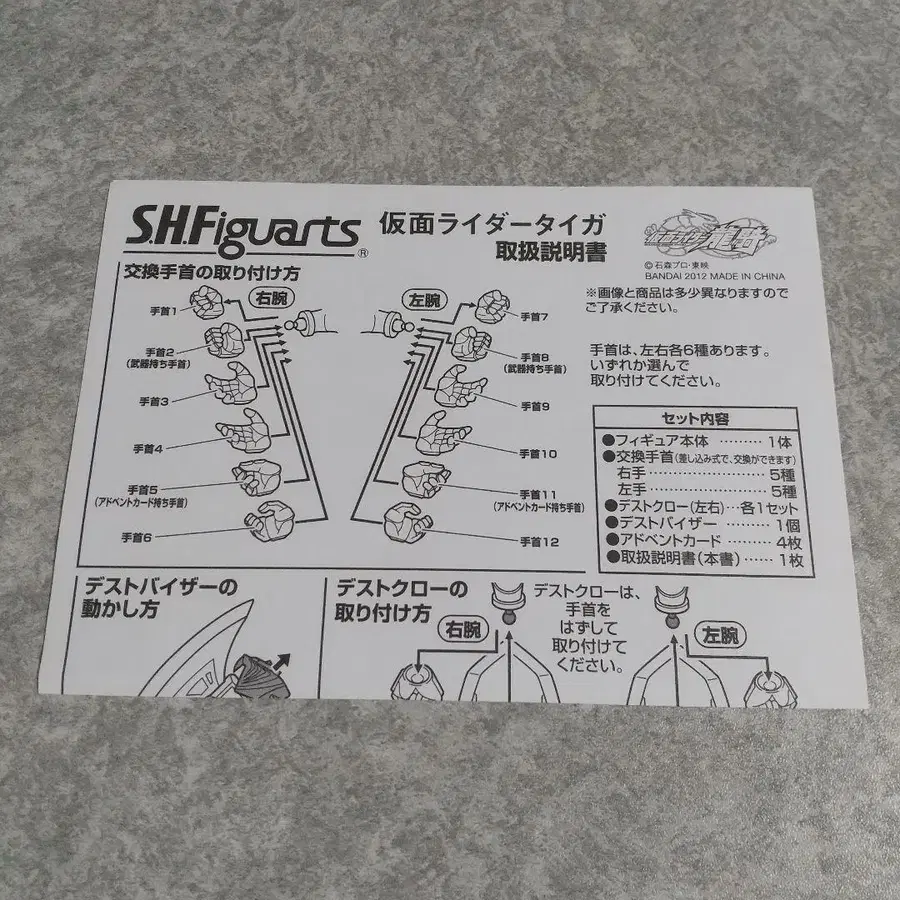 S.H.Figuarts®
仮面ライダータイガ
取扱説明書
仮面ライダー龍騎
©石森プロ・東映
BANDAI 2012 MADE IN CHINA
※画像と商品は多少異なりますので
ご了承ください。
交換手首の取り付け方
右腕
左腕
手首1
手首2
(武器持ち手首)
手首3
手首4
手首5
(アドベントカード持ち手首)
手首6
手首7
手首8
(武器持ち手首)
手首9
手首10
手首11
(アドベントカード持ち手首)
手首12
手首は、左右各6種あります。
いずれか選んで
取り付けてください。
セット内容
●フィギュア本体 ……… 1体
●交換手首(差し込み式で、交換ができます)
右手 …………………… 5種
左手 …………………… 5種
●デストクロー(左右)…各1セット
●デストバイザー ……… 1個
●アドベントカード …… 4枚
●取扱説明書(本書)…… 1枚
デストバイザーの
動かし方
デストクローの
取り付け方
右腕
デストクローは、
手首を
はずして
取り付けて
ください。
左腕